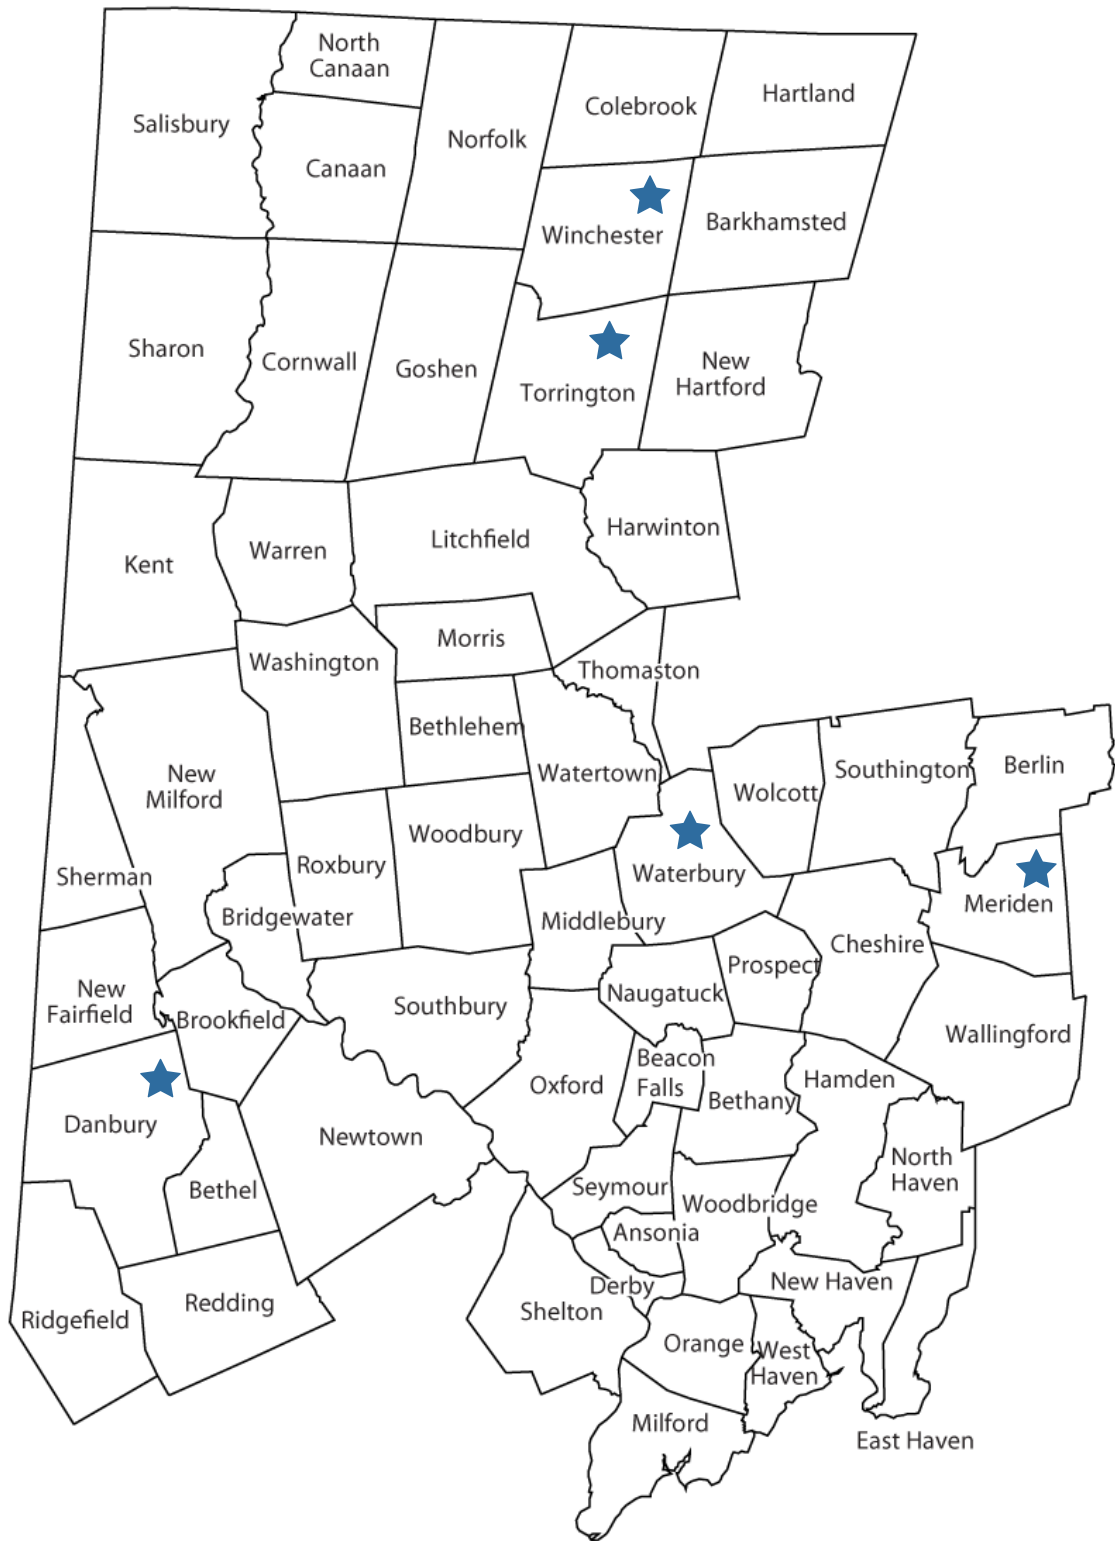 North
Canaan
Salisbury
Canaan
Norfolk
Colebrook
Hartland
Winchester
Barkhamsted
Sharon
Cornwall
Goshen
Torrington
New
Hartford
Kent
Warren
Litchfield
Harwinton
Washington
Morris
Thomaston
Bethlehem
New
Milford
Watertown
Wolcott
Southington
Berlin
Sherman
Roxbury
Woodbury
Waterbury
Meriden
Bridgewater
Middlebury
Cheshire
Prospect
New
Fairfield
Brookfield
Southbury
Naugatuck
Wallingford
Danbury
Oxford
Beacon
Falls
Bethany
Hamden
Newtown
Bethel
Seymour
Woodbridge
North
Haven
Ansonia
Derby
New Haven
Ridgefield
Redding
Shelton
Orange
West
Haven
Milford
East Haven